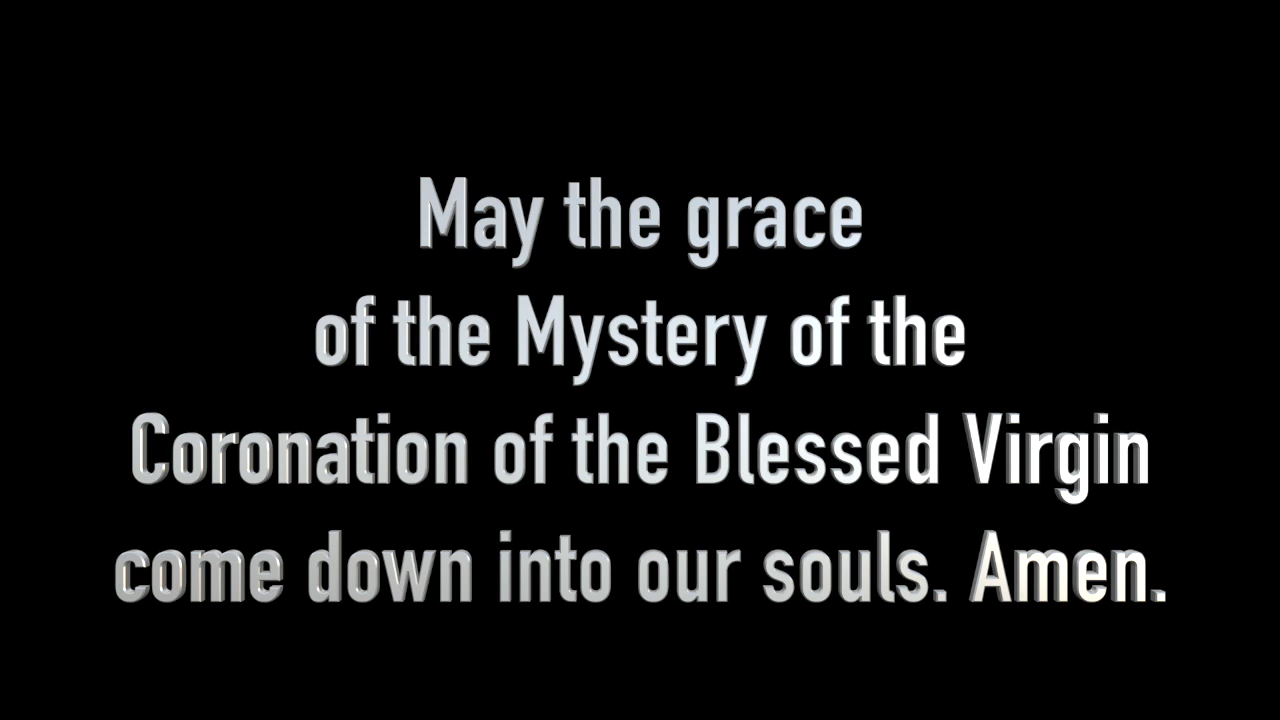 May the grace
of the Mystery of the
Coronation of the Blessed Virgin
come down into our souls. Amen.